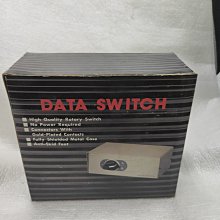 DATA SWITCH
High Quality Rotary Switch
No Power Required
Connectors With
Gold-Plated Contacts
Fully Shielded Metal Case
Anti-Skid Feet